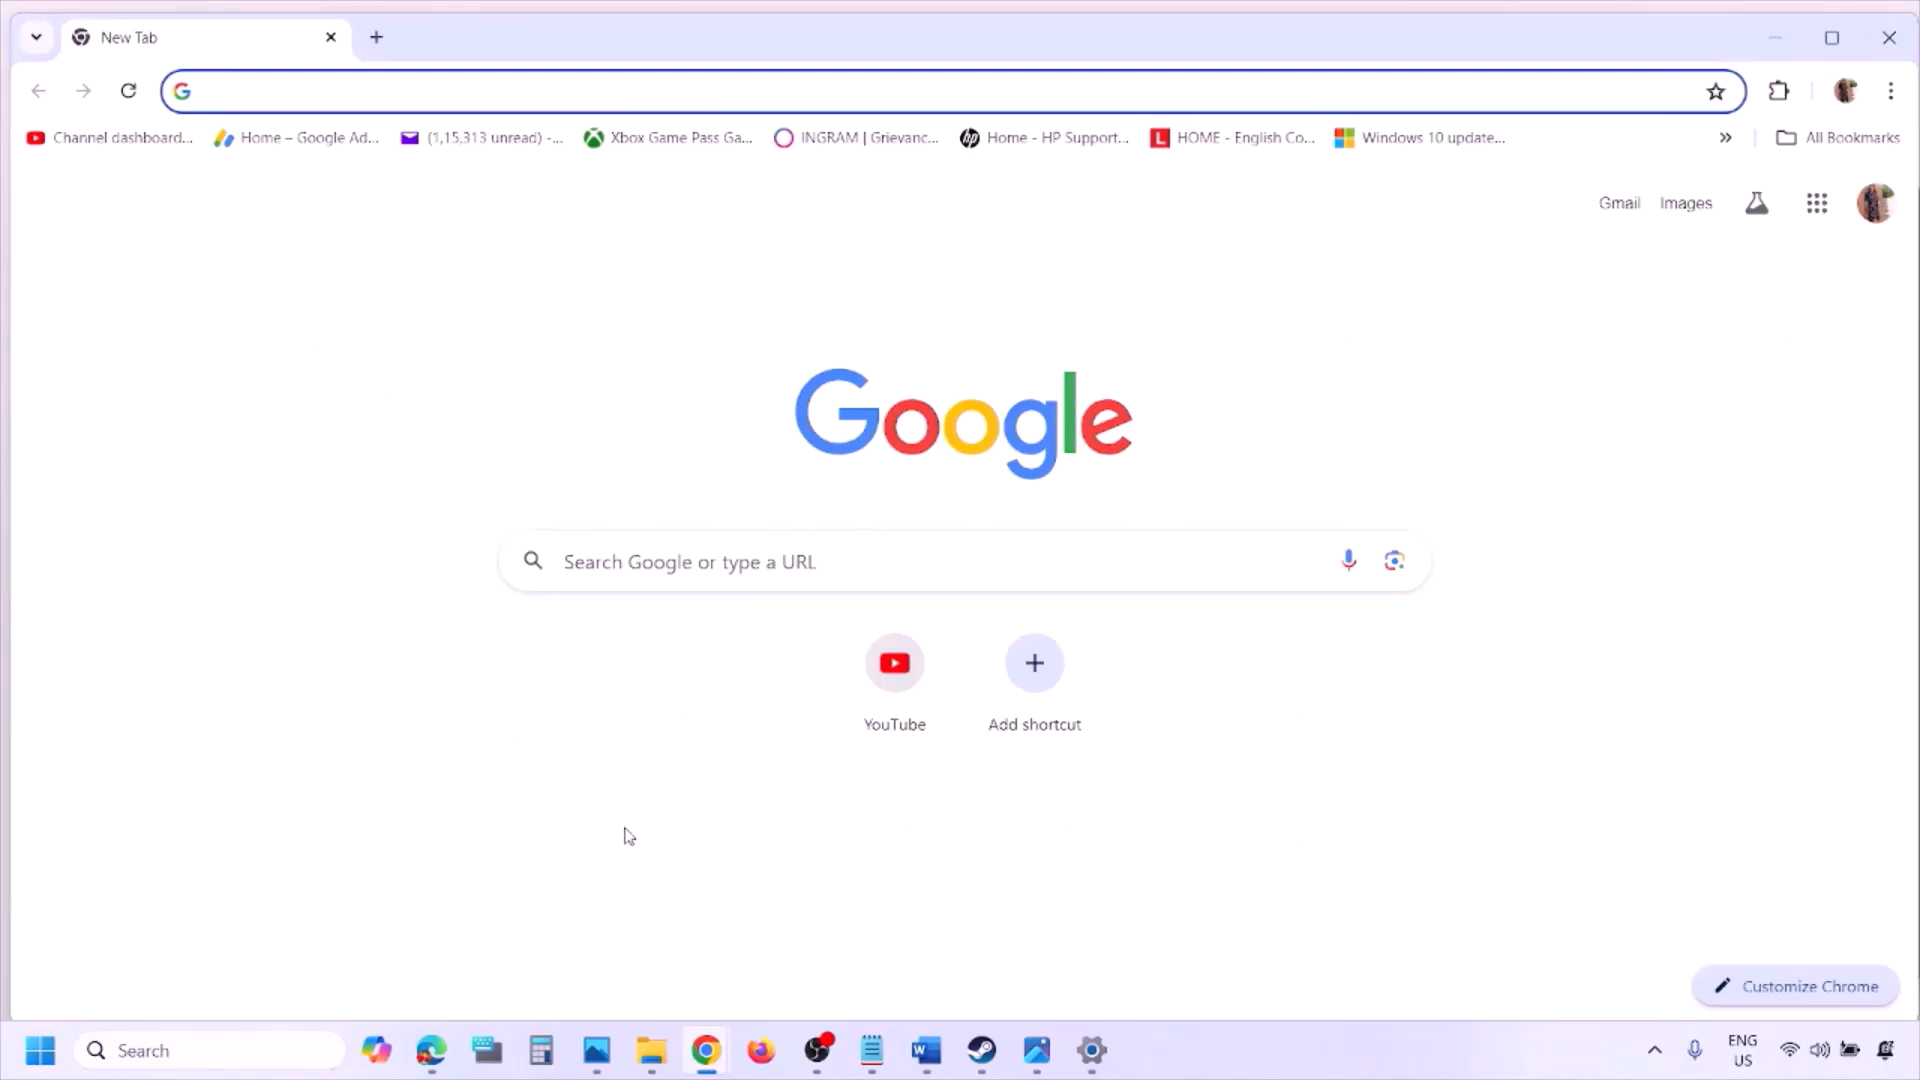 New Tab
Channel dashboard...
Home – Google Ad...
(1,15,313 unread) -...
Xbox Game Pass Ga...
INGRAM | Grievanc...
Home - HP Support...
HOME - English Co...
Windows 10 update...
All Bookmarks
Gmail
Images
Google
Search Google or type a URL
YouTube
Add shortcut
Customize Chrome
Search
ENG
US